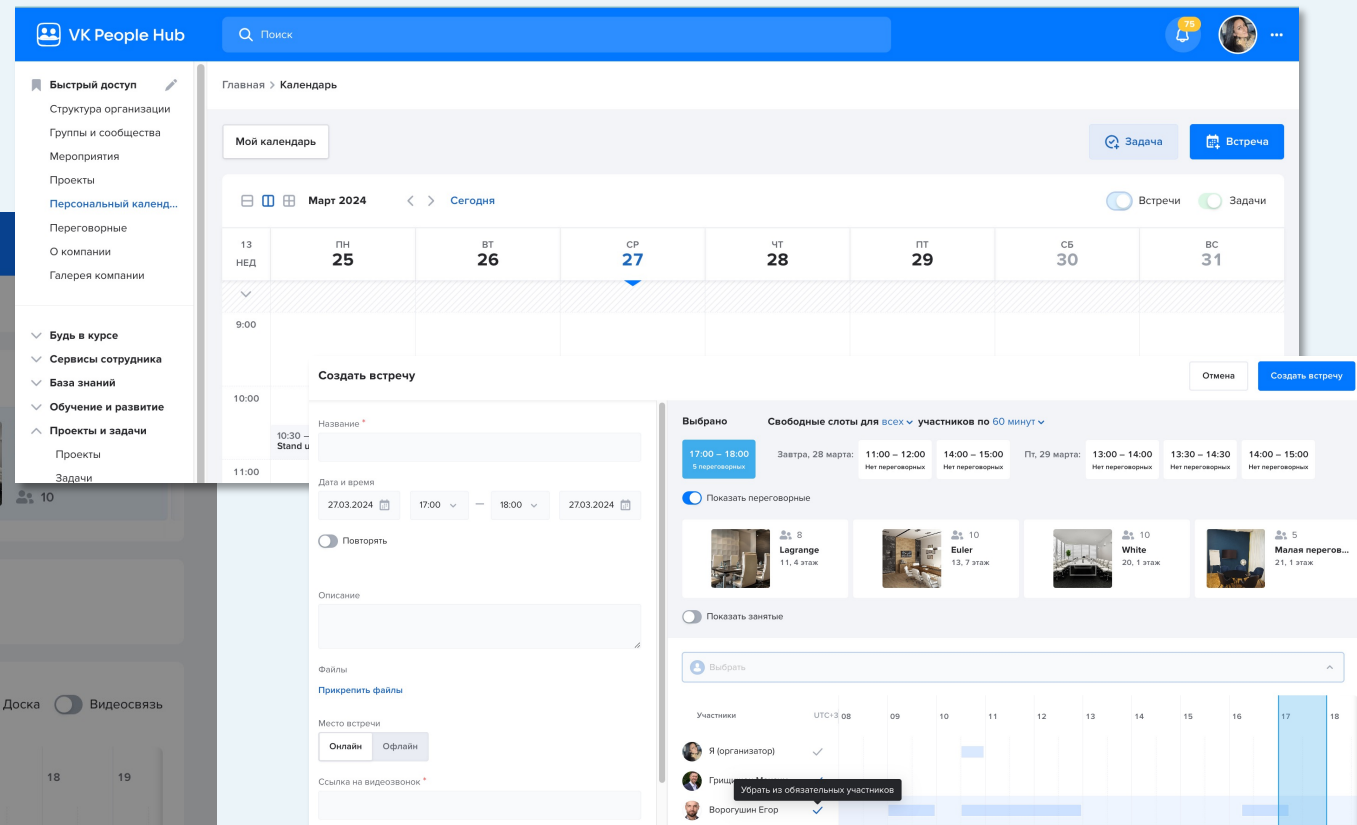 VK People Hub
Поиск
75
Быстрый доступ
Структура организации
Группы и сообщества
Мероприятия
Проекты
Персональный календ...
Переговорные
О компании
Галерея компании
Будь в курсе
Сервисы сотрудника
База знаний
Обучение и развитие
Проекты и задачи
Проекты
Задачи
Главная > Календарь
Мой календарь
Задача
Встреча
Март 2024
Сегодня
Встречи
Задачи
13 НЕД
ПН 25
ВТ 26
СР 27
ЧТ 28
ПТ 29
СБ 30
ВС 31
9:00
10:00
10:30 –
Stand u
11:00
10
Доска
Видеосвязь
18 19
Создать встречу
Отмена
Создать встречу
Название *
Дата и время
27.03.2024 17:00 — 18:00 27.03.2024
Повторять
Описание
Файлы
Прикрепить файлы
Место встречи
Онлайн Офлайн
Ссылка на видеозвонок *
Выбрано
Свободные слоты для всех участников по 60 минут
17:00 – 18:00
5 переговорных
Завтра, 28 марта:
11:00 – 12:00
Нет переговорных
14:00 – 15:00
Нет переговорных
Пт, 29 марта:
13:00 – 14:00
Нет переговорных
13:30 – 14:30
Нет переговорных
14:00 – 15:00
Нет переговорных
Показать переговорные
8
Lagrange
11, 4 этаж
10
Euler
13, 7 этаж
10
White
20, 1 этаж
5
Малая перегов...
21, 1 этаж
Показать занятые
Выбрать
Участники UTC+3 08 09 10 11 12 13 14 15 16 17 18
Я (организатор)
Убрать из обязательных участников
Ворогушин Егор